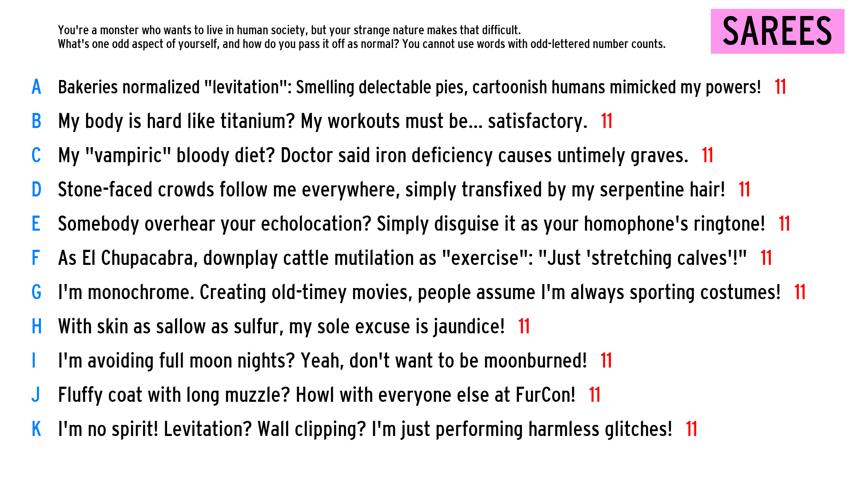 You're a monster who wants to live in human society, but your strange nature makes that difficult.
What's one odd aspect of yourself, and how do you pass it off as normal? You cannot use words with odd-lettered number counts.
SAREES
A Bakeries normalized "levitation": Smelling delectable pies, cartoonish humans mimicked my powers! 11
B My body is hard like titanium? My workouts must be... satisfactory. 11
C My "vampiric" bloody diet? Doctor said iron deficiency causes untimely graves. 11
D Stone-faced crowds follow me everywhere, simply transfixed by my serpentine hair! 11
E Somebody overhear your echolocation? Simply disguise it as your homophone's ringtone! 11
F As El Chupacabra, downplay cattle mutilation as "exercise": "Just 'stretching calves'!" 11
G I'm monochrome. Creating old-timey movies, people assume I'm always sporting costumes! 11
H With skin as sallow as sulfur, my sole excuse is jaundice! 11
I I'm avoiding full moon nights? Yeah, don't want to be moonburned! 11
J Fluffy coat with long muzzle? Howl with everyone else at FurCon! 11
K I'm no spirit! Levitation? Wall clipping? I'm just performing harmless glitches! 11